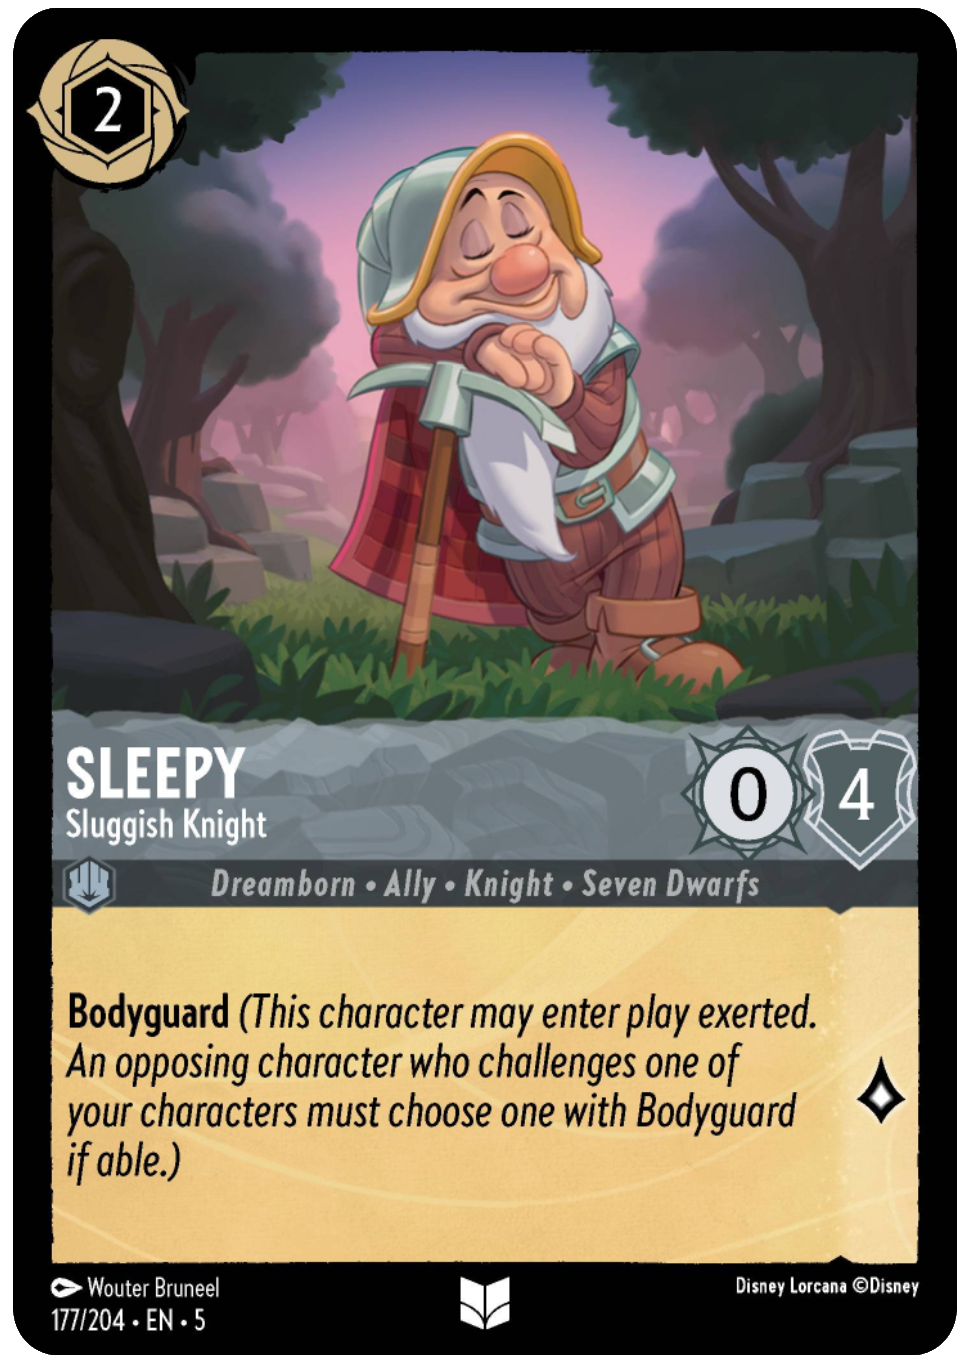 2
SLEEPY
Sluggish Knight
0
4
Dreamborn • Ally • Knight • Seven Dwarfs
Bodyguard (This character may enter play exerted.
An opposing character who challenges one of
your characters must choose one with Bodyguard
if able.)
Wouter Bruneel
Disney Lorcana ©Disney
177/204 • EN • 5